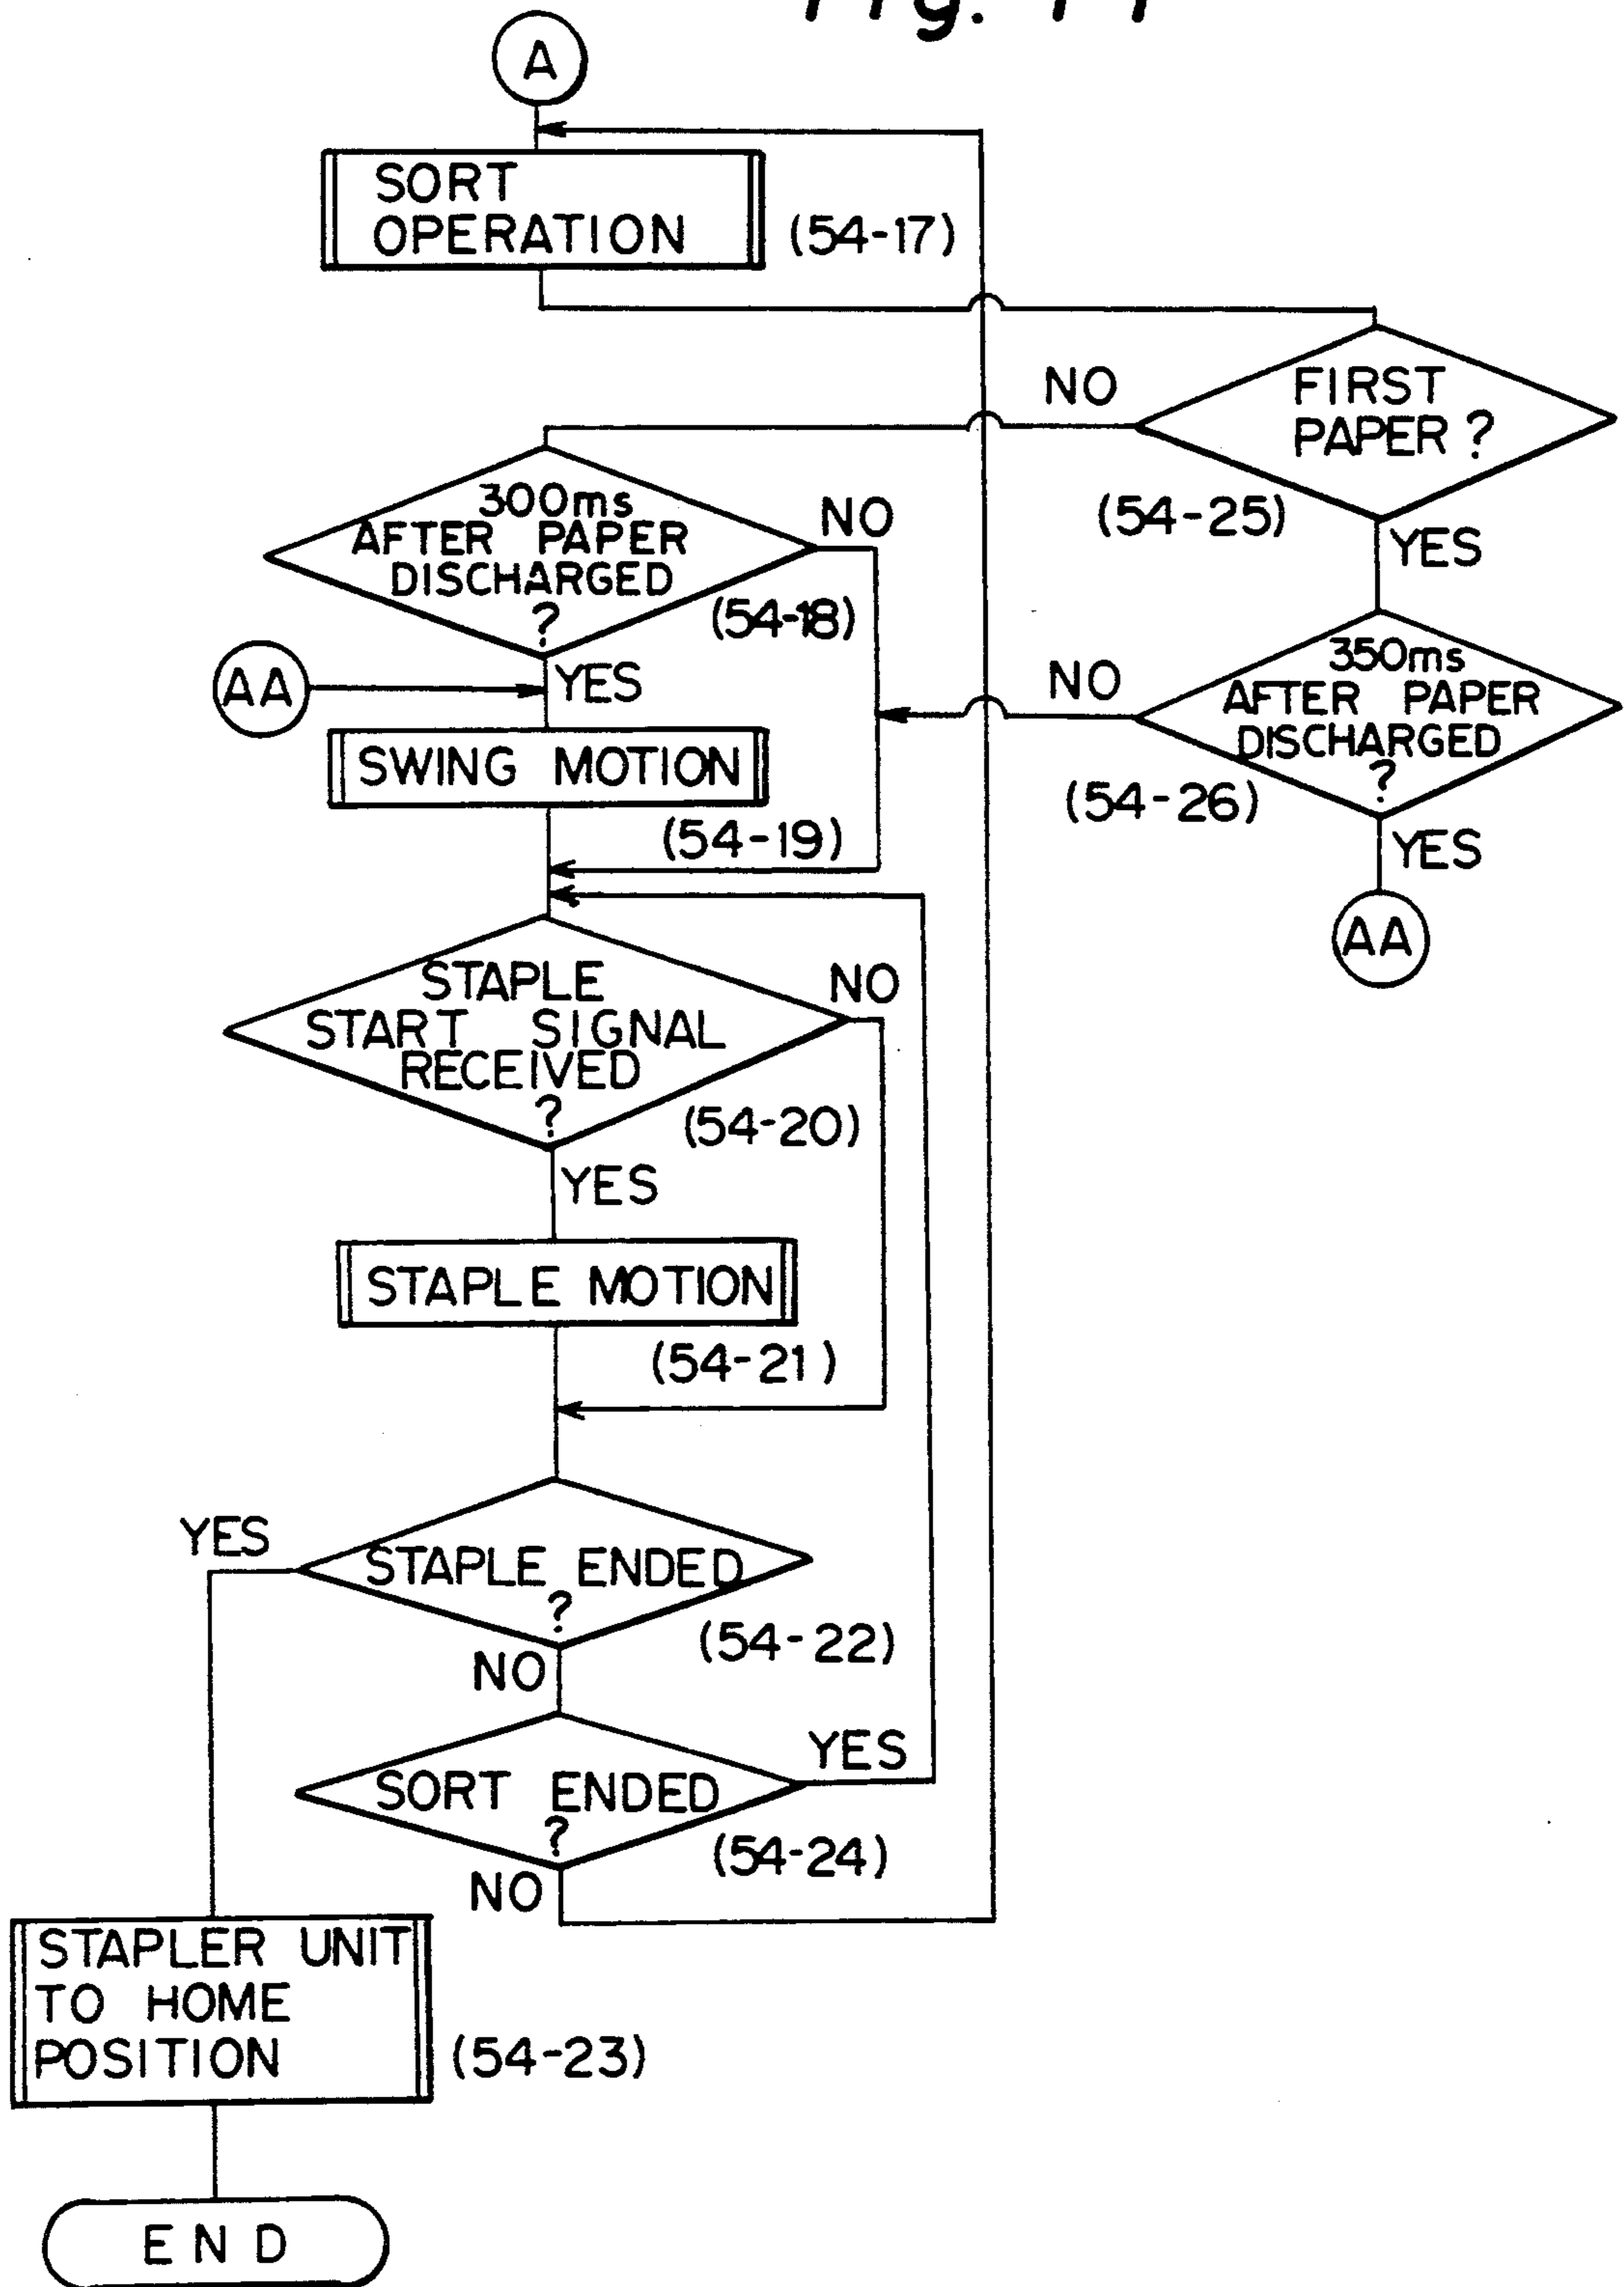 A
SORT
OPERATION
(54-17)
NO
FIRST
PAPER ?
(54-25)
YES
300ms
AFTER PAPER
DISCHARGED
?
NO
(54-18)
AA
YES
NO
350ms
AFTER PAPER
DISCHARGED
?
(54-26)
YES
AA
SWING MOTION
(54-19)
STAPLE
START SIGNAL
RECEIVED
?
NO
(54-20)
YES
STAPLE MOTION
(54-21)
YES
STAPLE ENDED
?
(54-22)
NO
YES
SORT ENDED
?
(54-24)
NO
STAPLER UNIT
TO HOME
POSITION
(54-23)
END